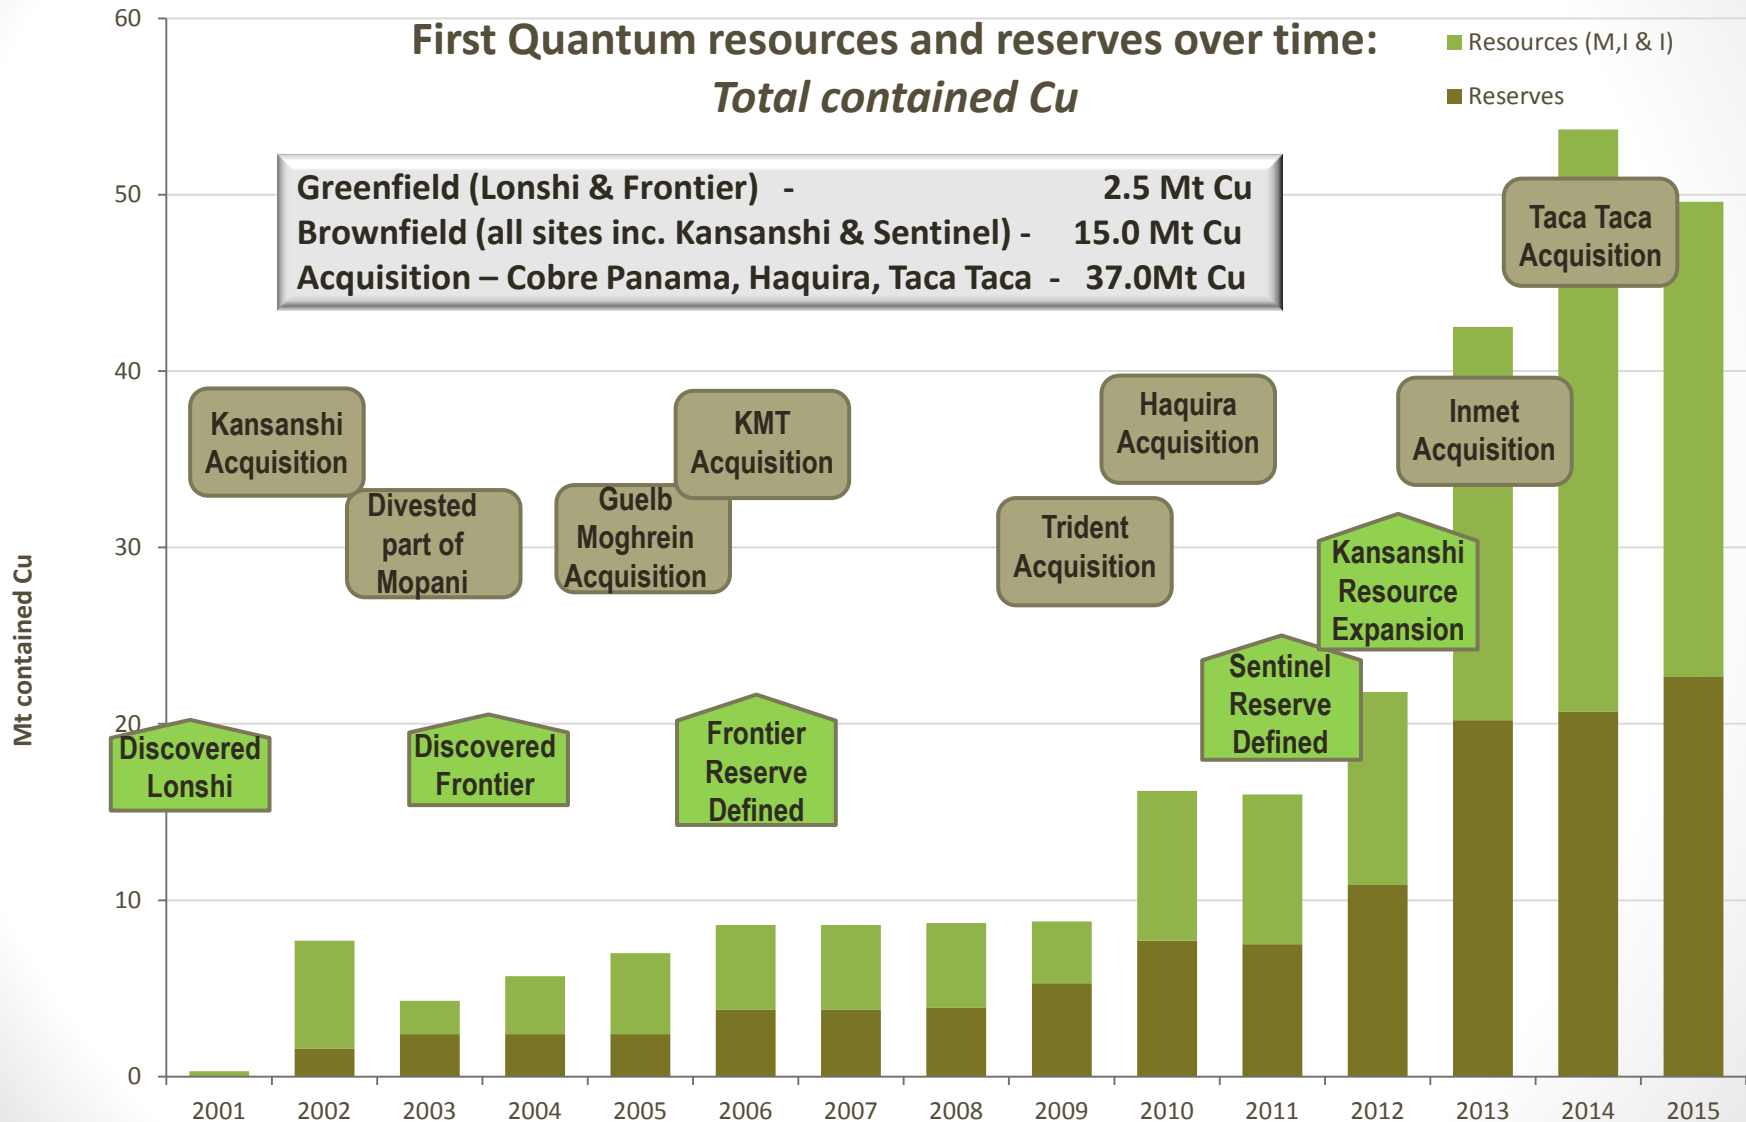 First Quantum resources and reserves over time:
Total contained Cu
Resources (M,I & I)
Reserves
Greenfield (Lonshi & Frontier) - 2.5 Mt Cu
Brownfield (all sites inc. Kansanshi & Sentinel) - 15.0 Mt Cu
Acquisition – Cobre Panama, Haquira, Taca Taca - 37.0Mt Cu
Taca Taca
Acquisition
Kansanshi
Acquisition
Divested
part of
Mopani
Guelb
Moghrein
Acquisition
KMT
Acquisition
Trident
Acquisition
Haquira
Acquisition
Inmet
Acquisition
Kansanshi
Resource
Expansion
Sentinel
Reserve
Defined
Frontier
Reserve
Defined
Discovered
Frontier
Discovered
Lonshi
Mt contained Cu
60
50
40
30
20
10
0
2001 2002 2003 2004 2005 2006 2007 2008 2009 2010 2011 2012 2013 2014 2015